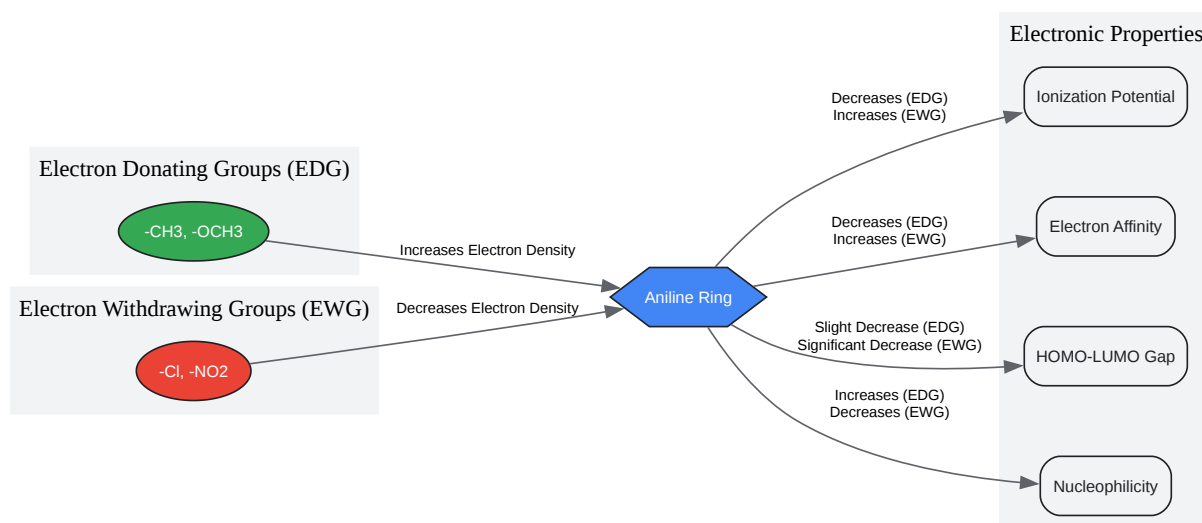 Electron Donating Groups (EDG)
-CH3, -OCH3
Electron Withdrawing Groups (EWG)
-Cl, -NO2
Increases Electron Density
Decreases Electron Density
Aniline Ring
Decreases (EDG)
Increases (EWG)
Decreases (EDG)
Increases (EWG)
Slight Decrease (EDG)
Significant Decrease (EWG)
Increases (EDG)
Decreases (EWG)
Electronic Properties
Ionization Potential
Electron Affinity
HOMO-LUMO Gap
Nucleophilicity